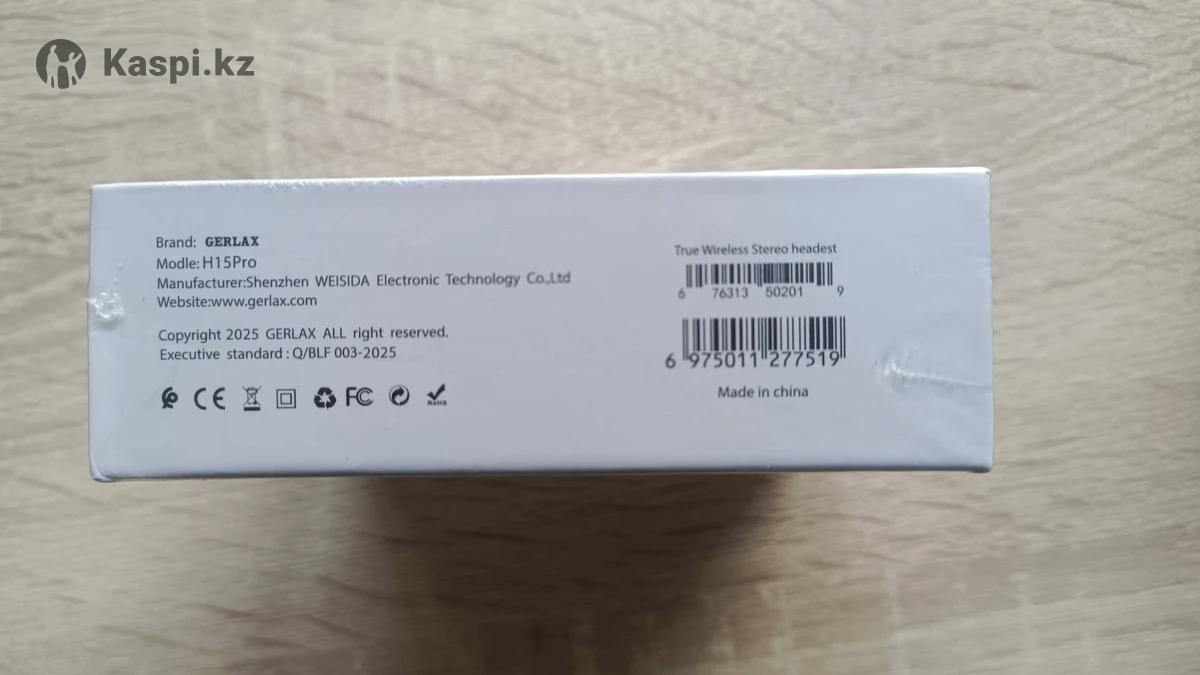 Kaspi.kz
Brand: GERLAX
Modle: H15Pro
Manufacturer:Shenzhen WEISIDA Electronic Technology Co.,Ltd
Website:www.gerlax.com
Copyright 2025 GERLAX ALL right reserved.
Executive standard : Q/BLF 003-2025
CE FC RoHS
True Wireless Stereo headest
6 76313 50201 9
6 975011 277519
Made in china